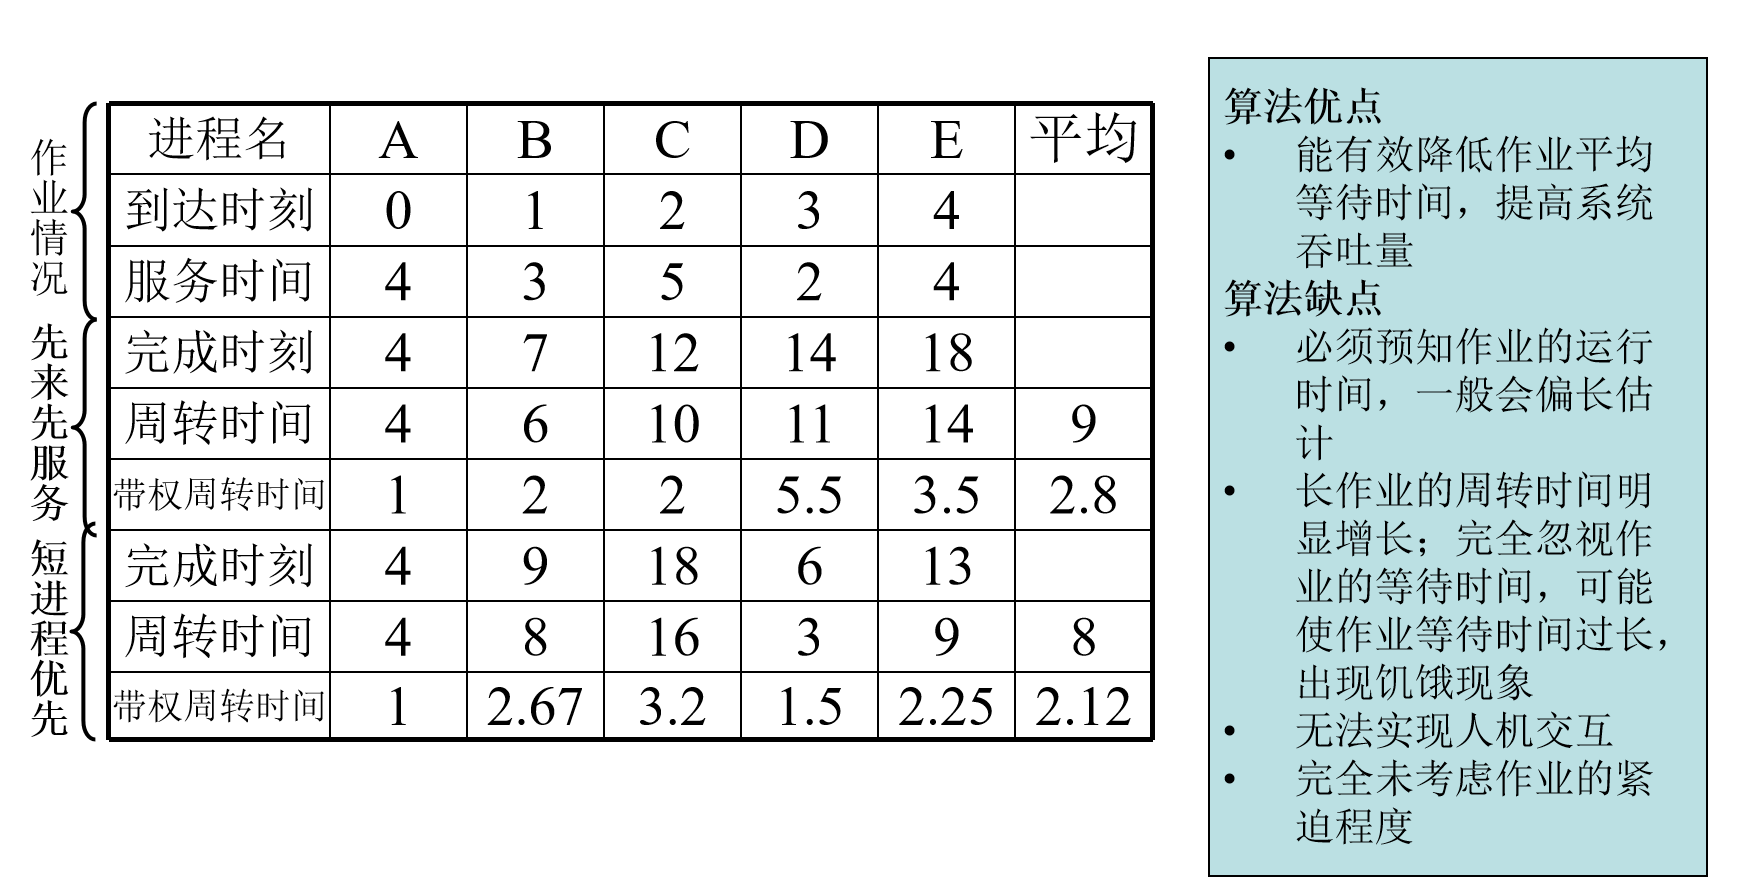 作业情况
先来先服务
短进程优先
进程名 A B C D E 平均
到达时刻 0 1 2 3 4
服务时间 4 3 5 2 4
完成时刻 4 7 12 14 18
周转时间 4 6 10 11 14 9
带权周转时间 1 2 2 5.5 3.5 2.8
完成时刻 4 9 18 6 13
周转时间 4 8 16 3 9 8
带权周转时间 1 2.67 3.2 1.5 2.25 2.12
算法优点
• 能有效降低作业平均
等待时间，提高系统
吞吐量
算法缺点
• 必须预知作业的运行
时间，一般会偏长估
计
• 长作业的周转时间明
显增长；完全忽视作
业的等待时间，可能
使作业等待时间过长，
出现饥饿现象
• 无法实现人机交互
• 完全未考虑作业的紧
迫程度